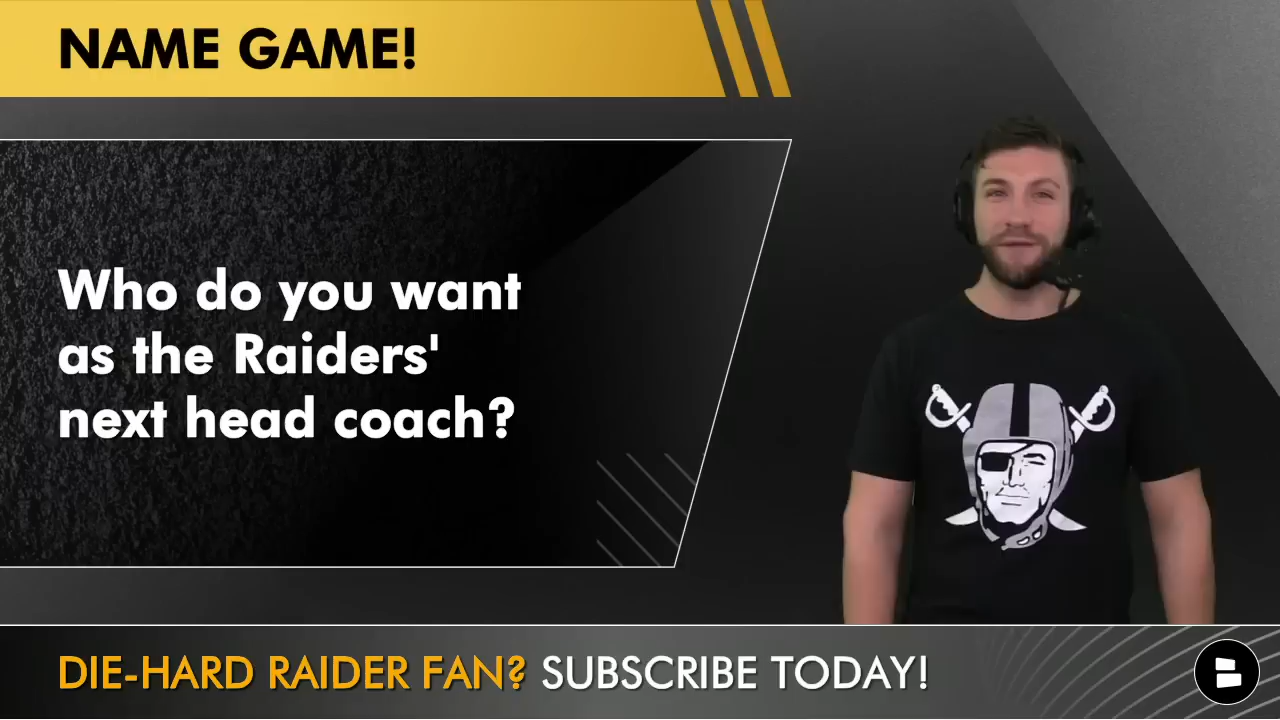 NAME GAME!
Who do you want
as the Raiders'
next head coach?
DIE-HARD RAIDER FAN? SUBSCRIBE TODAY!